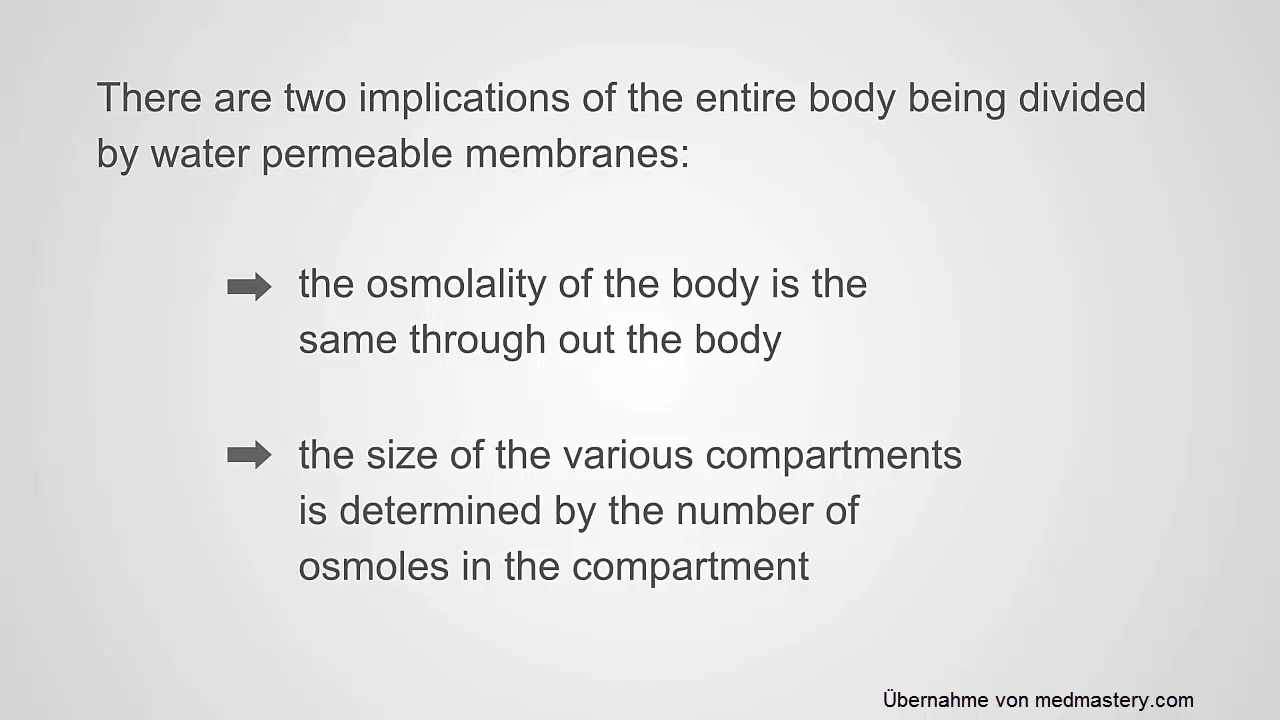 There are two implications of the entire body being divided
by water permeable membranes:
the osmolality of the body is the
same through out the body
the size of the various compartments
is determined by the number of
osmoles in the compartment
Übernahme von medmastery.com